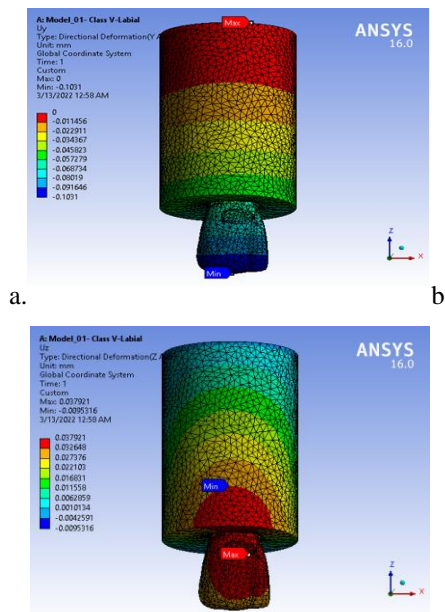 A: Model_01- Class V-Labial
Uy
Type: Directional Deformation(Y A
Unit: mm
Global Coordinate System
Time: 1
Custom
Max: 0
Min: -0.1031
3/13/2022 12:58 AM
0
-0.011456
-0.022911
-0.034367
-0.045823
-0.057279
-0.068734
-0.08019
-0.091646
-0.1031
Max
ANSYS
16.0
Min
Z
X
a.
b
A: Model_01- Class V-Labial
Uz
Type: Directional Deformation(Z A
Unit: mm
Global Coordinate System
Time: 1
Custom
Max: 0.037921
Min: -0.0095316
3/13/2022 12:58 AM
0.037921
0.032648
0.027376
0.022103
0.016831
0.011558
0.0062859
0.0010134
-0.0042591
-0.0095316
ANSYS
16.0
Min
Max
Z
X